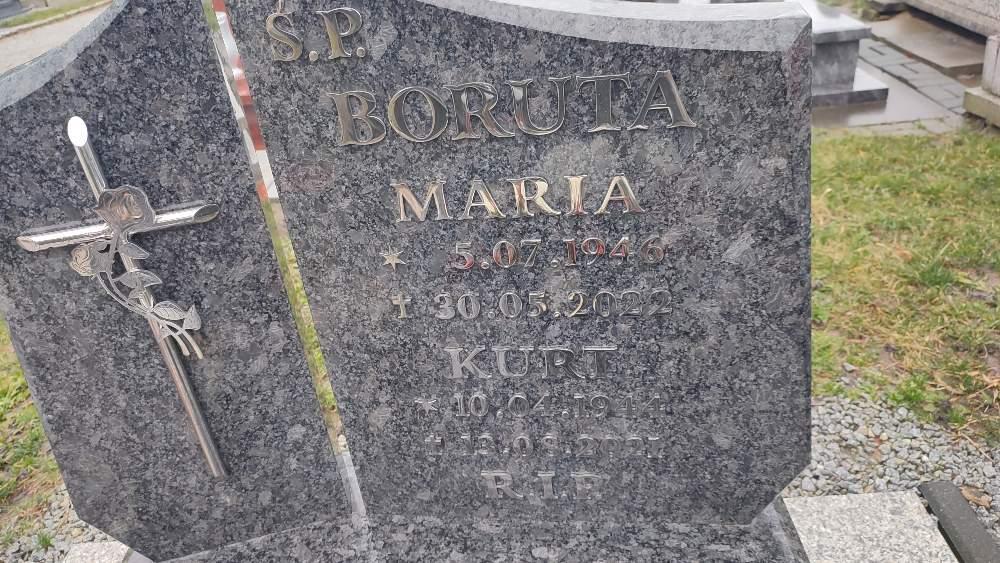 Ś.P.
BORUTA
MARIA
* 5.07.1946
✝ 30.05.2022
KURT
* 10.04.1944
R.I.P.